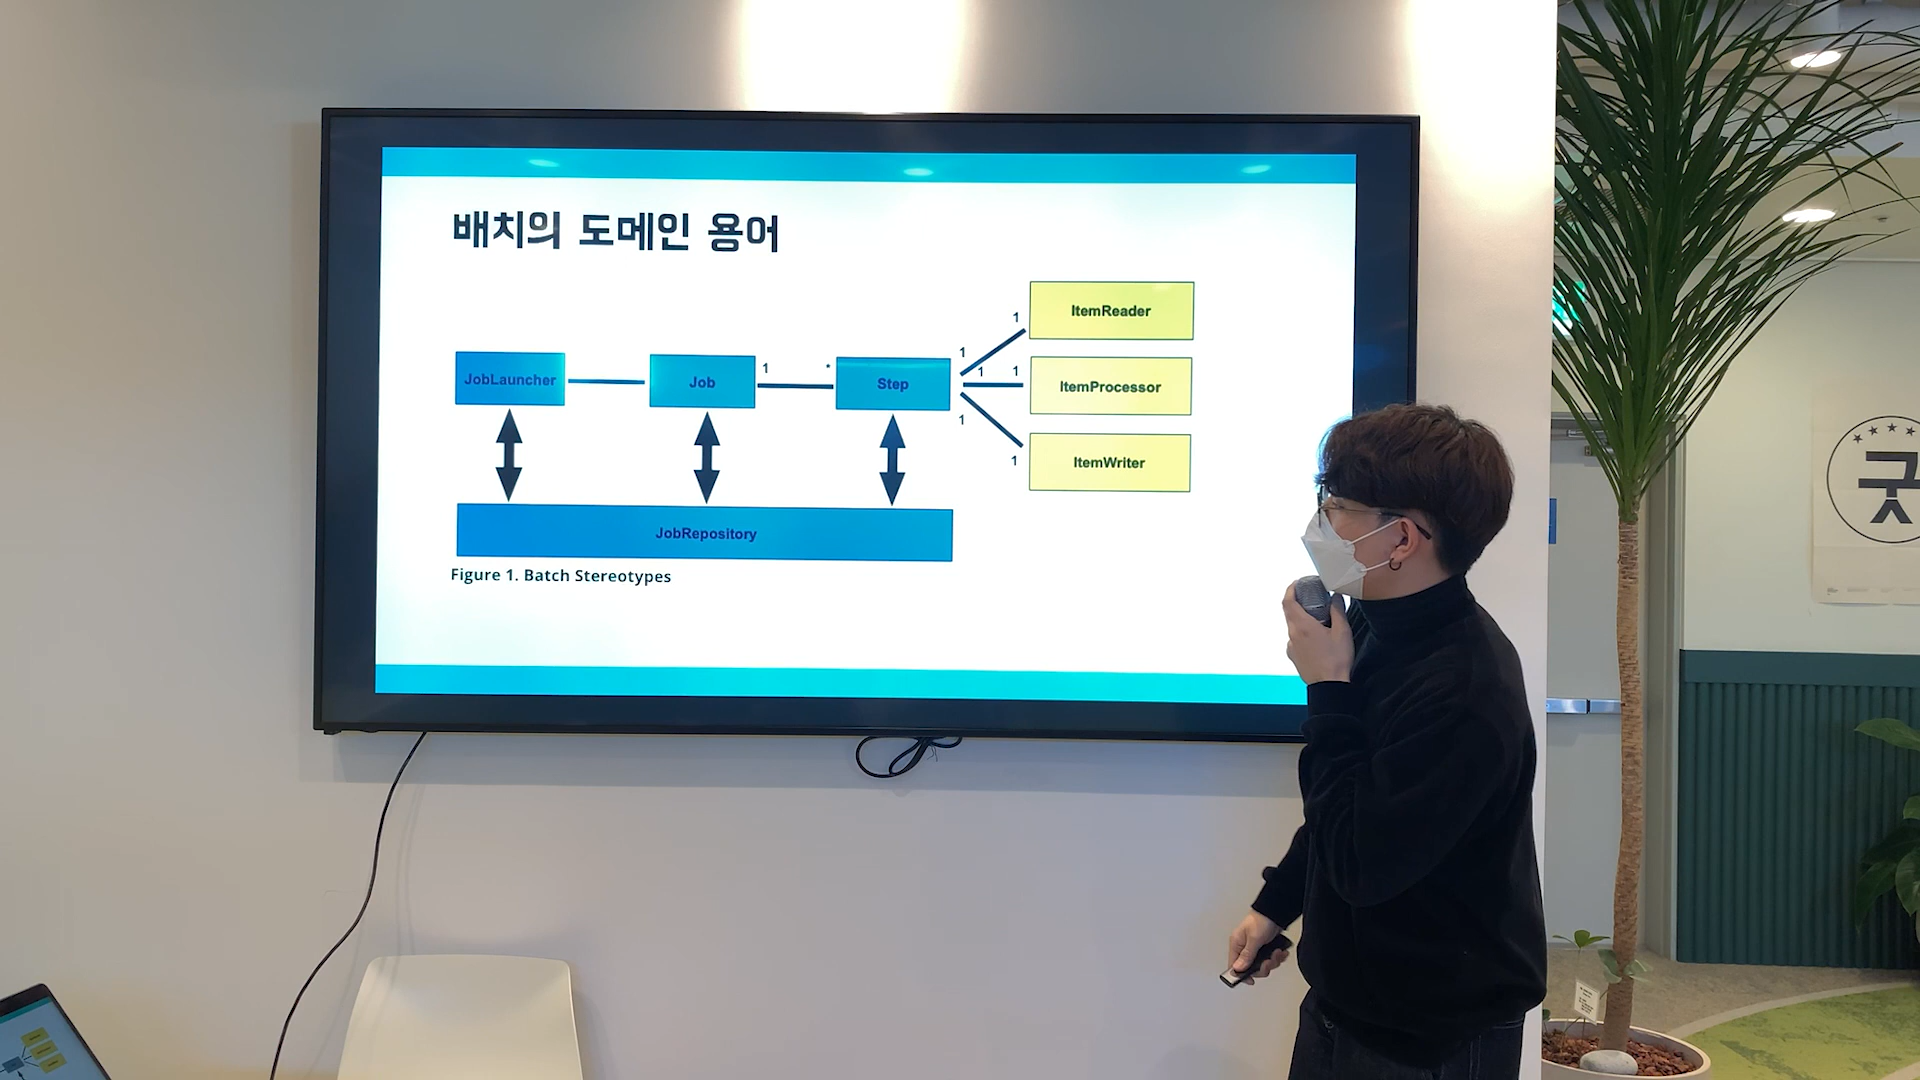 배치의 도메인 용어
JobLauncher
Job
1
*
Step
1
1
ItemReader
1
1
ItemProcessor
1
1
ItemWriter
JobRepository
Figure 1. Batch Stereotypes
굿